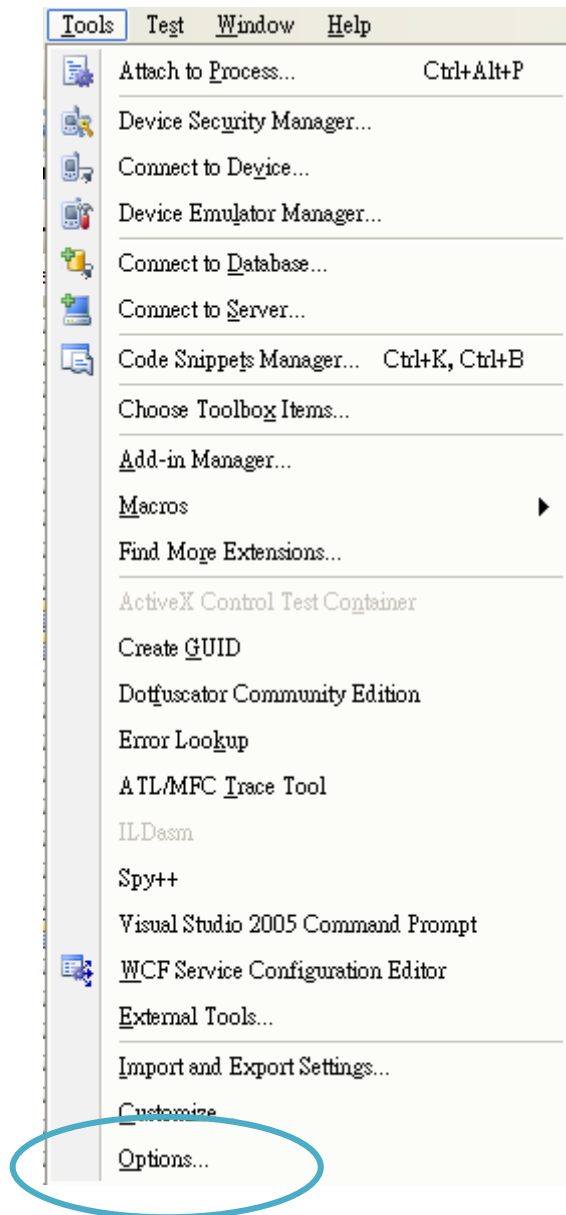 Tools Test Window Help
Attach to Process... Ctrl+Alt+P
Device Security Manager...
Connect to Device...
Device Emulator Manager...
Connect to Database...
Connect to Server...
Code Snippets Manager... Ctrl+K, Ctrl+B
Choose Toolbox Items...
Add-in Manager...
Macros
Find More Extensions...
ActiveX Control Test Container
Create GUID
Dotfuscator Community Edition
Error Lookup
ATL/MFC Trace Tool
ILDasm
Spy++
Visual Studio 2005 Command Prompt
WCF Service Configuration Editor
External Tools...
Import and Export Settings...
Customize...
Options...